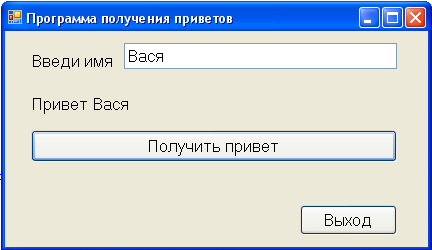 Программа получения приветов
Введи имя Вася
Привет Вася
Получить привет
Выход